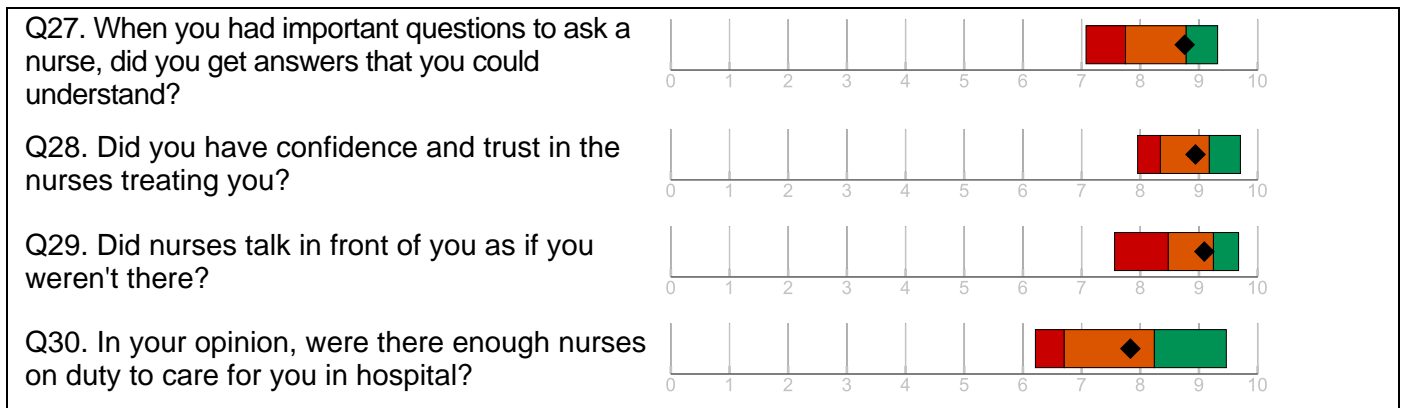 Q27. When you had important questions to ask a
nurse, did you get answers that you could
understand?
0 1 2 3 4 5 6 7 8 9 10
Q28. Did you have confidence and trust in the
nurses treating you?
0 1 2 3 4 5 6 7 8 9 10
Q29. Did nurses talk in front of you as if you
weren't there?
0 1 2 3 4 5 6 7 8 9 10
Q30. In your opinion, were there enough nurses
on duty to care for you in hospital?
0 1 2 3 4 5 6 7 8 9 10